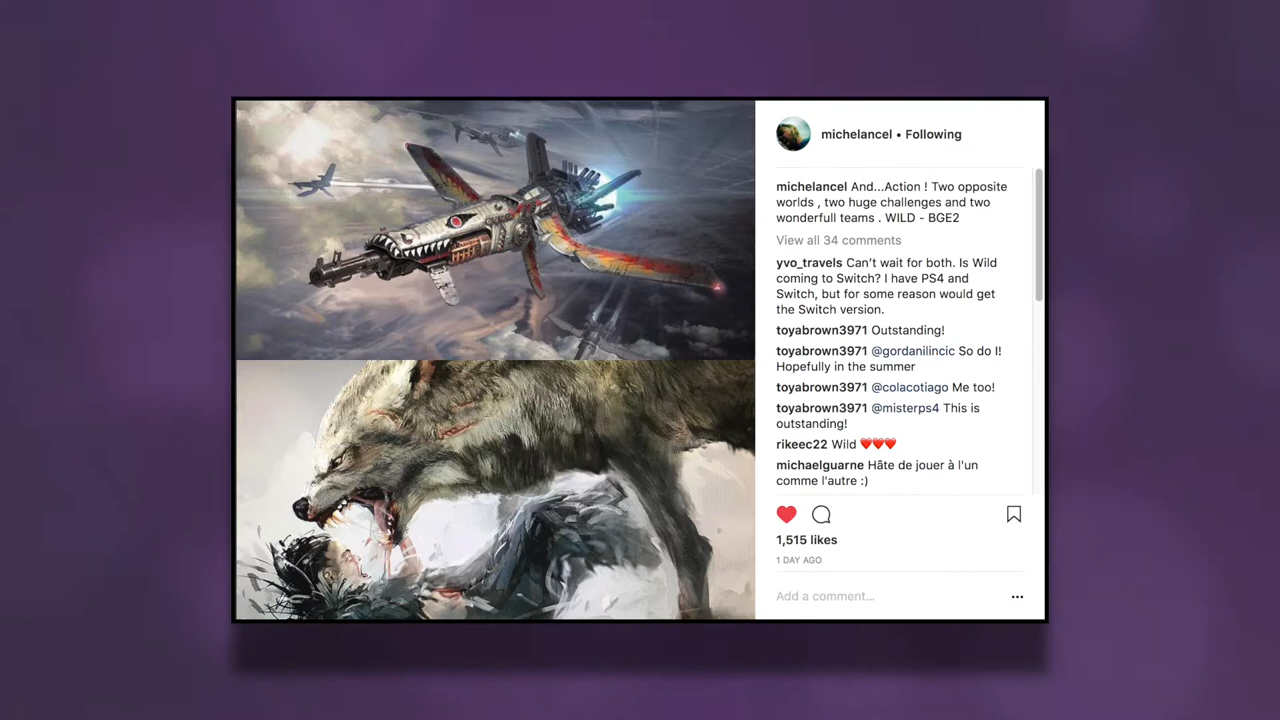 michelancel • Following
michelancel And...Action ! Two opposite
worlds , two huge challenges and two
wonderfull teams . WILD - BGE2
View all 34 comments
yvo_travels Can't wait for both. Is Wild
coming to Switch? I have PS4 and
Switch, but for some reason would get
the Switch version.
toyabrown3971 Outstanding!
toyabrown3971 @gordanilincic So do I!
Hopefully in the summer
toyabrown3971 @colacotiago Me too!
toyabrown3971 @misterps4 This is
outstanding!
rikeec22 Wild ❤️❤️❤️
michaelguarne Hâte de jouer à l'un
comme l'autre :)
1,515 likes
1 DAY AGO
Add a comment...